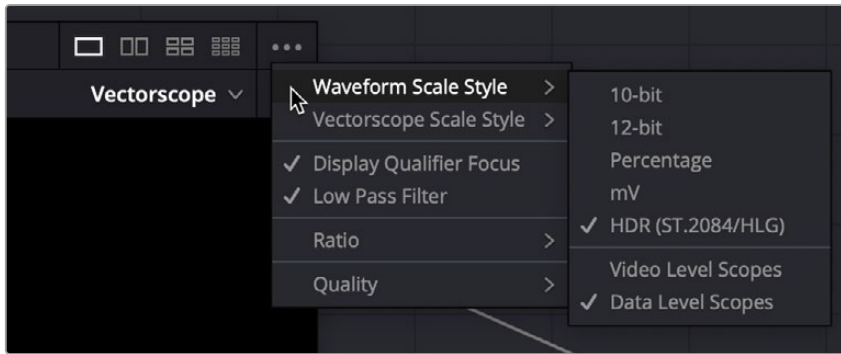 Vectorscope
Waveform Scale Style
Vectorscope Scale Style
Display Qualifier Focus
Low Pass Filter
Ratio
Quality
10-bit
12-bit
Percentage
mV
HDR (ST.2084/HLG)
Video Level Scopes
Data Level Scopes